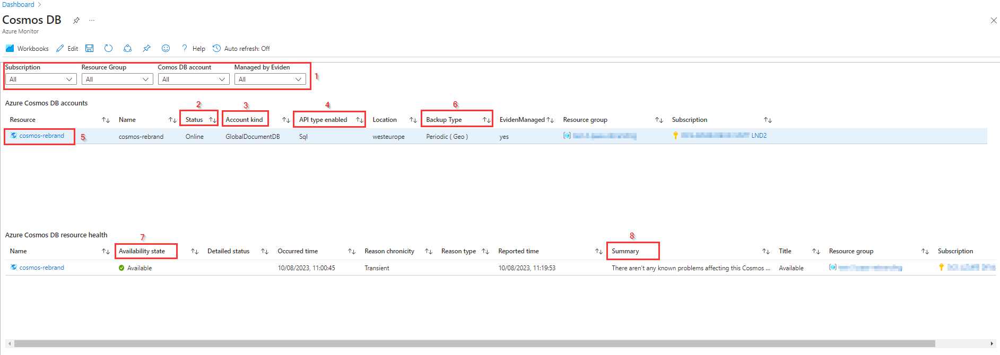 Dashboard
Cosmos DB
Azure Monitor
Workbooks Edit Help Auto refresh: Off
Subscription Resource Group Comos DB account Managed by Eviden
All All All All 1
Azure Cosmos DB accounts
2 3 4 6
Resource Name Status Account kind API type enabled Location Backup Type EvidenManaged Resource group Subscription
cosmos-rebrand 5 cosmos-rebrand Online GlobalDocumentDB Sql westeurope Periodic ( Geo ) yes LND2
Azure Cosmos DB resource health
7 8
Name Availability state Detailed status Occurred time Reason chronicity Reason type Reported time Summary Title Resource group Subscription
cosmos-rebrand Available 10/08/2023, 11:00:45 Transient 10/08/2023, 11:19:53 There aren't any known problems affecting this Cosmos ... Available